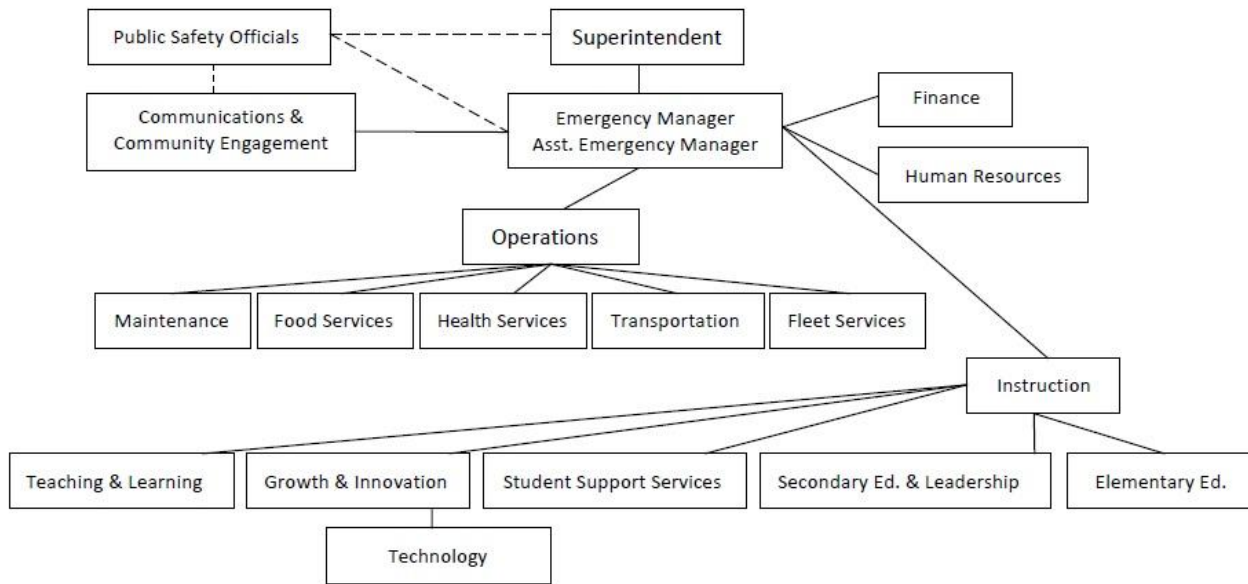 Public Safety Officials
Superintendent
Communications &
Community Engagement
Emergency Manager
Asst. Emergency Manager
Finance
Human Resources
Operations
Maintenance
Food Services
Health Services
Transportation
Fleet Services
Instruction
Teaching & Learning
Growth & Innovation
Student Support Services
Secondary Ed. & Leadership
Elementary Ed.
Technology